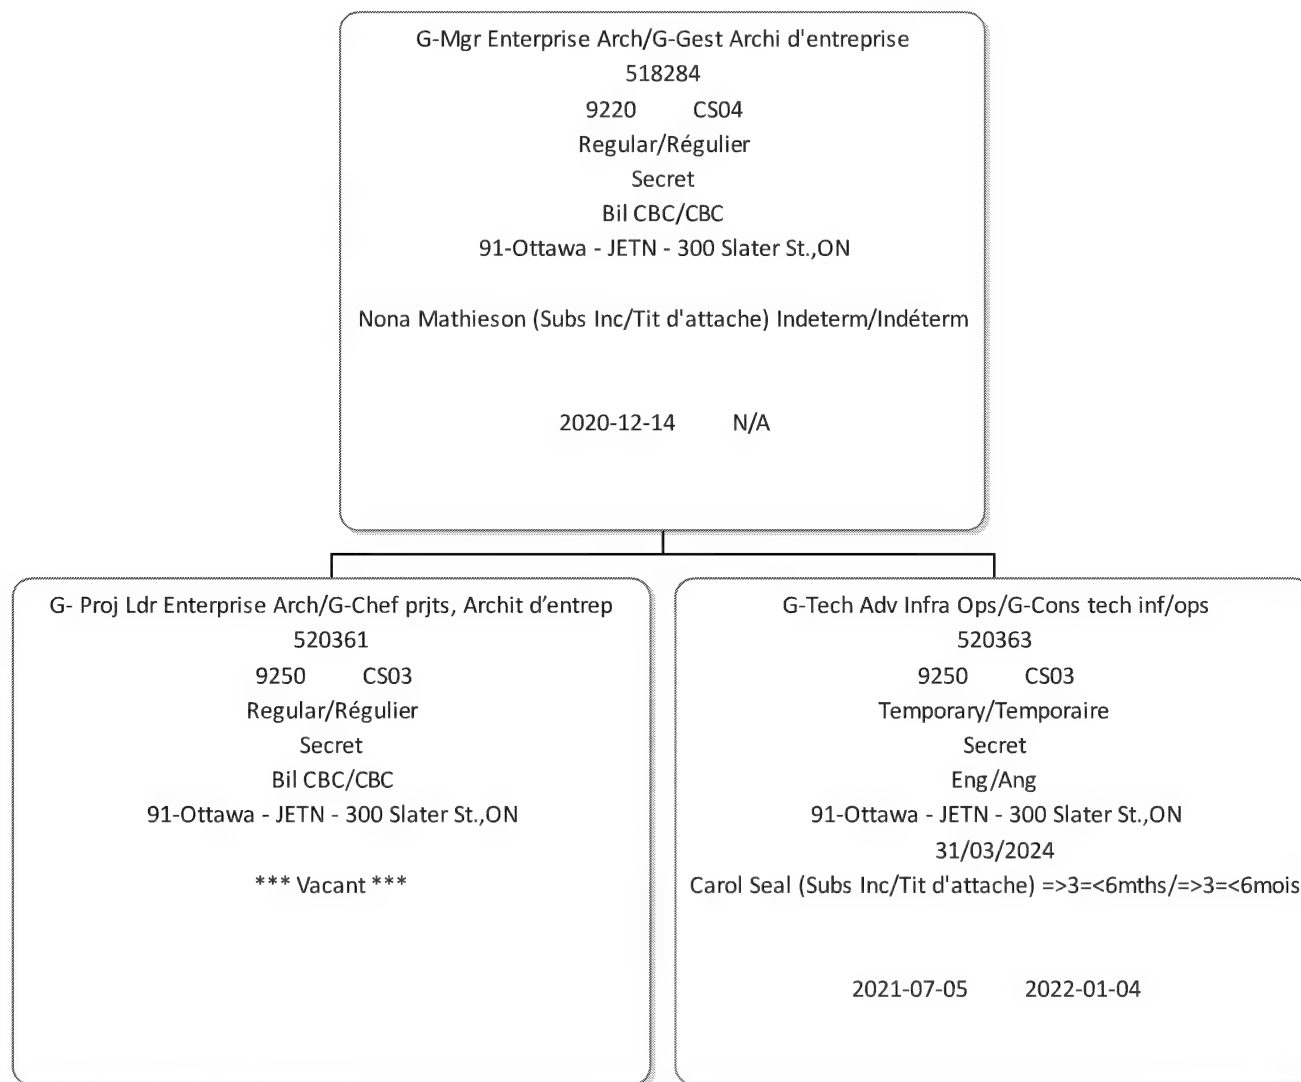 G-Mgr Enterprise Arch/G-Gest Archi d'entreprise
518284
9220 CS04
Regular/Régulier
Secret
Bil CBC/CBC
91-Ottawa - JETN - 300 Slater St.,ON
Nona Mathieson (Subs Inc/Tit d'attache) Indeterm/Indéterm
2020-12-14 N/A
G- Proj Ldr Enterprise Arch/G-Chef prjts, Archit d’entrep
520361
9250 CS03
Regular/Régulier
Secret
Bil CBC/CBC
91-Ottawa - JETN - 300 Slater St.,ON
*** Vacant ***
G-Tech Adv Infra Ops/G-Cons tech inf/ops
520363
9250 CS03
Temporary/Temporaire
Secret
Eng/Ang
91-Ottawa - JETN - 300 Slater St.,ON
31/03/2024
Carol Seal (Subs Inc/Tit d'attache) =>3=<6mths/=>3=<6mois
2021-07-05 2022-01-04